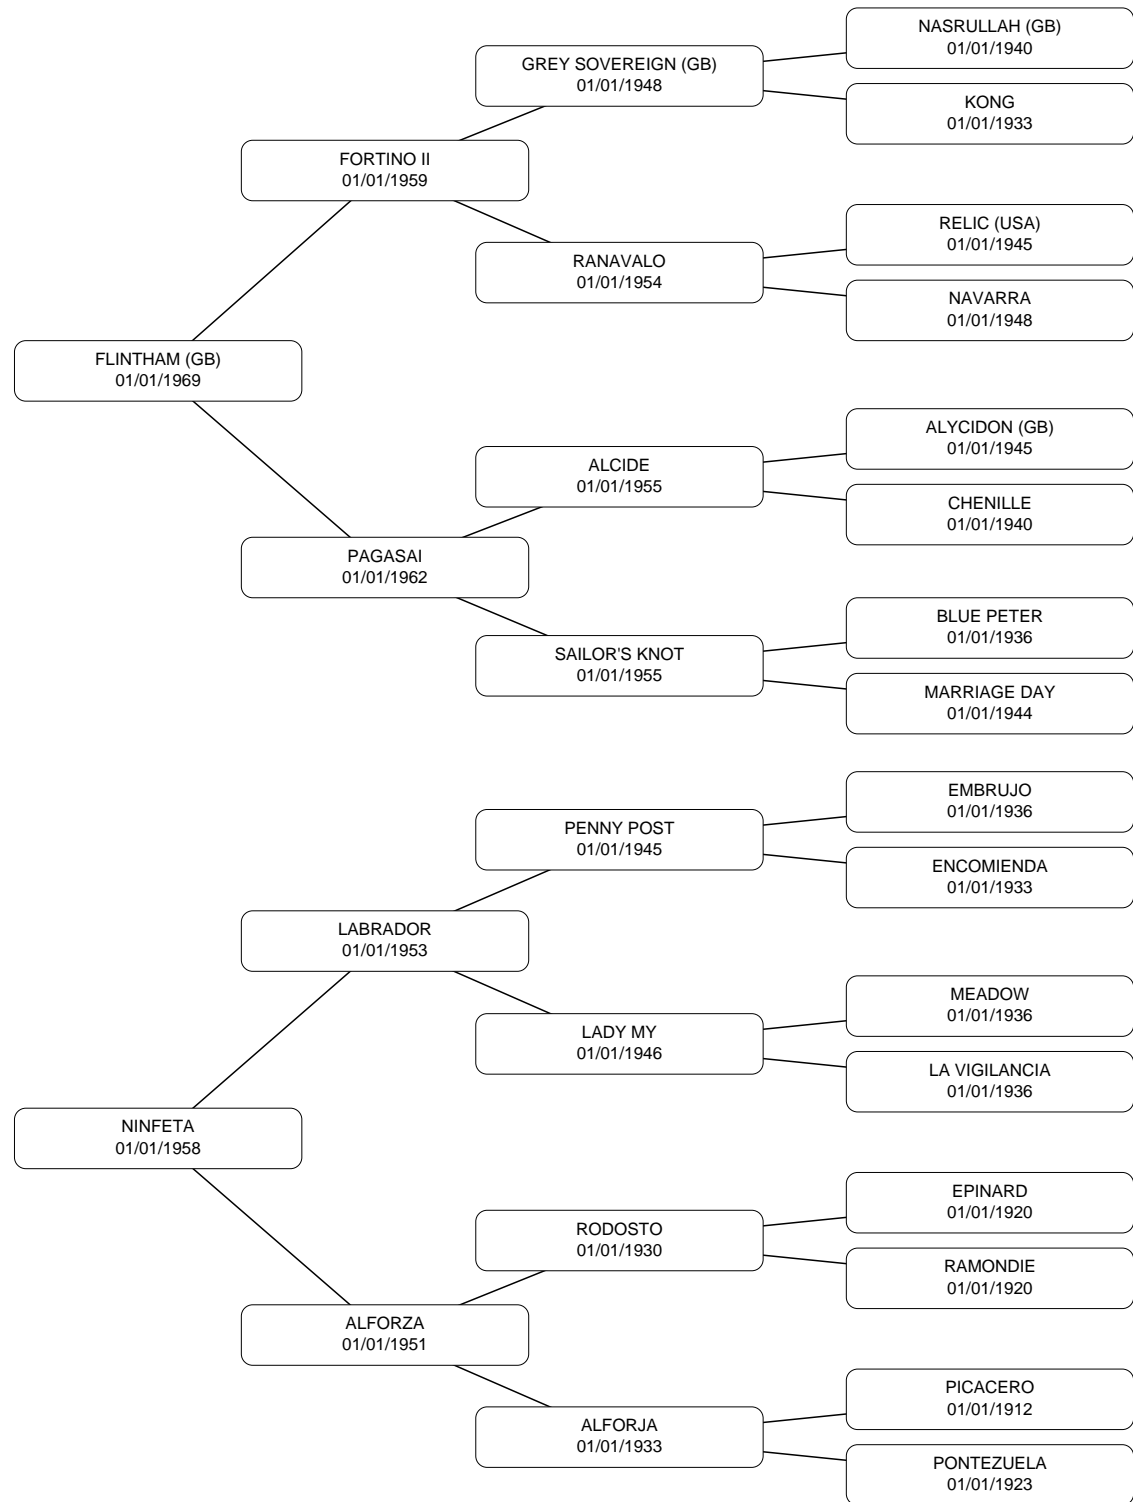 NASRULLAH (GB)
01/01/1940
GREY SOVEREIGN (GB)
01/01/1948
KONG
01/01/1933
FORTINO II
01/01/1959
RELIC (USA)
01/01/1945
RANAVALO
01/01/1954
NAVARRA
01/01/1948
FLINTHAM (GB)
01/01/1969
ALYCIDON (GB)
01/01/1945
ALCIDE
01/01/1955
CHENILLE
01/01/1940
PAGASAI
01/01/1962
BLUE PETER
01/01/1936
SAILOR'S KNOT
01/01/1955
MARRIAGE DAY
01/01/1944
EMBRUJO
01/01/1936
PENNY POST
01/01/1945
ENCOMIENDA
01/01/1933
LABRADOR
01/01/1953
MEADOW
01/01/1936
LADY MY
01/01/1946
LA VIGILANCIA
01/01/1936
NINFETA
01/01/1958
EPINARD
01/01/1920
RODOSTO
01/01/1930
RAMONDIE
01/01/1920
ALFORZA
01/01/1951
PICACERO
01/01/1912
ALFORJA
01/01/1933
PONTEZUELA
01/01/1923